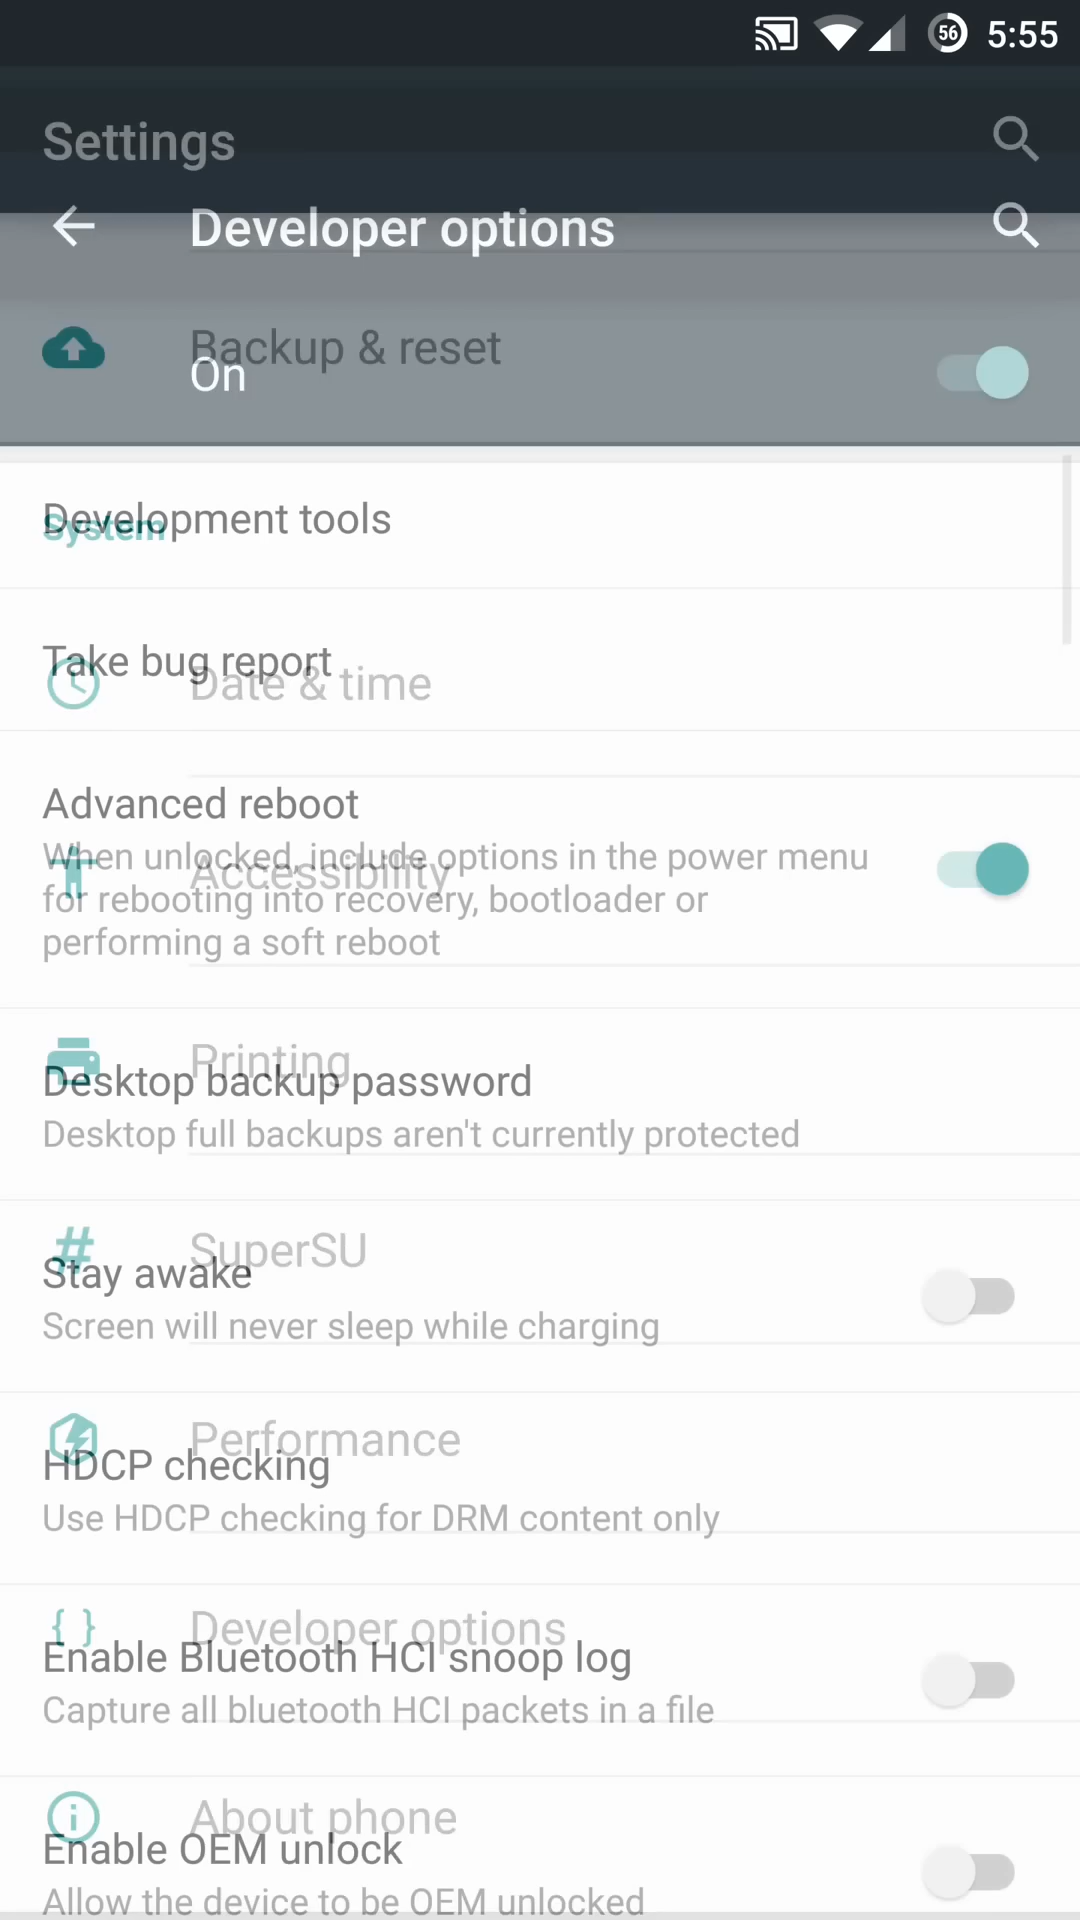 56 5:55
Settings
Developer options
Backup & reset
On
Development tools
System
Take bug report
Date & time
Advanced reboot
When unlocked, include options in the power menu
Accessibility
for rebooting into recovery, bootloader or
performing a soft reboot
Printing
Desktop backup password
Desktop full backups aren't currently protected
SuperSU
Stay awake
Screen will never sleep while charging
Performance
HDCP checking
Use HDCP checking for DRM content only
{ } Developer options
Enable Bluetooth HCI snoop log
Capture all bluetooth HCI packets in a file
About phone
Enable OEM unlock
Allow the device to be OEM unlocked